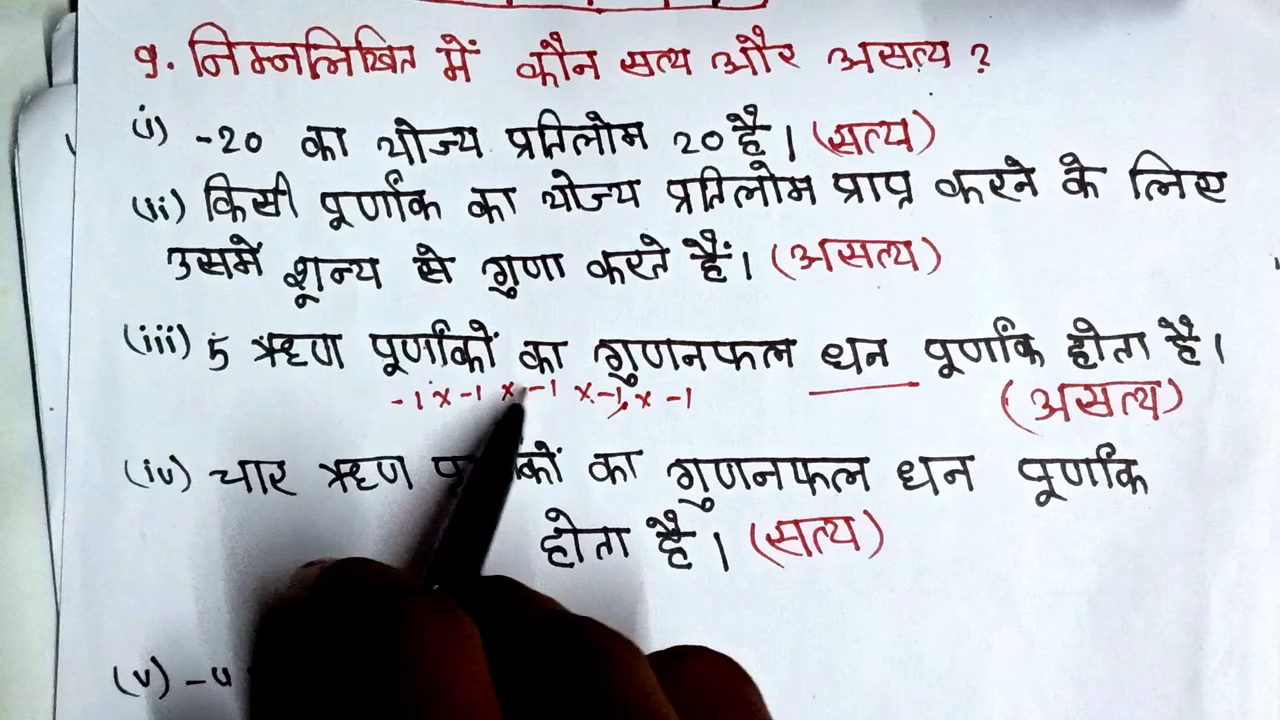 9. निम्नलिखित में कौन सत्य और असत्य ?
(i) -20 का योज्य प्रतिलोम 20 है। (सत्य)
(ii) किसी पूर्णांक का योज्य प्रतिलोम प्राप्त करने के लिए
उसमें शून्य से गुणा करते हैं। (असत्य)
(iii) 5 ऋण पूर्णांकों का गुणनफल धन पूर्णांक होता है।
-1 x -1 x -1 x -1 x -1
(असत्य)
(iv) चार ऋण का गुणनफल धन पूर्णांक
होता है। (सत्य)
(v)